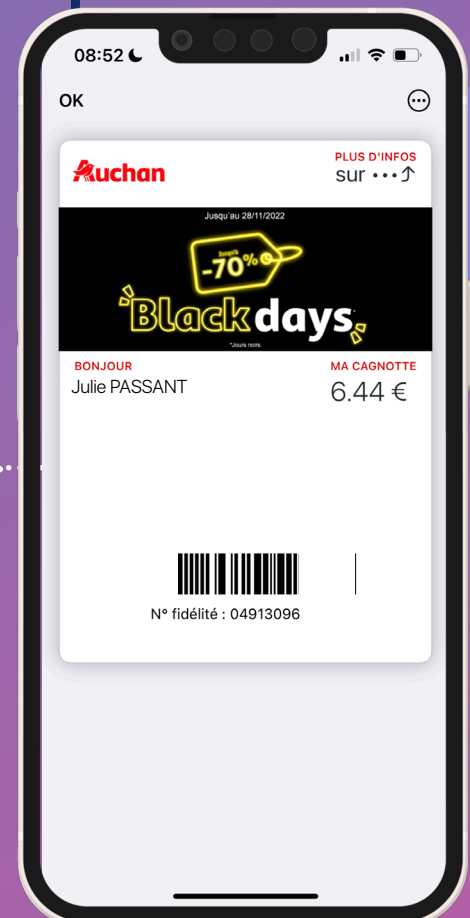 08:52
OK
Auchan
PLUS D'INFOS
sur
Jusqu'au 28/11/2022
Jusqu'à
-70%
Black days*
*Jours noirs.
BONJOUR
Julie PASSANT
MA CAGNOTTE
6.44 €
N° fidélité : 04913096